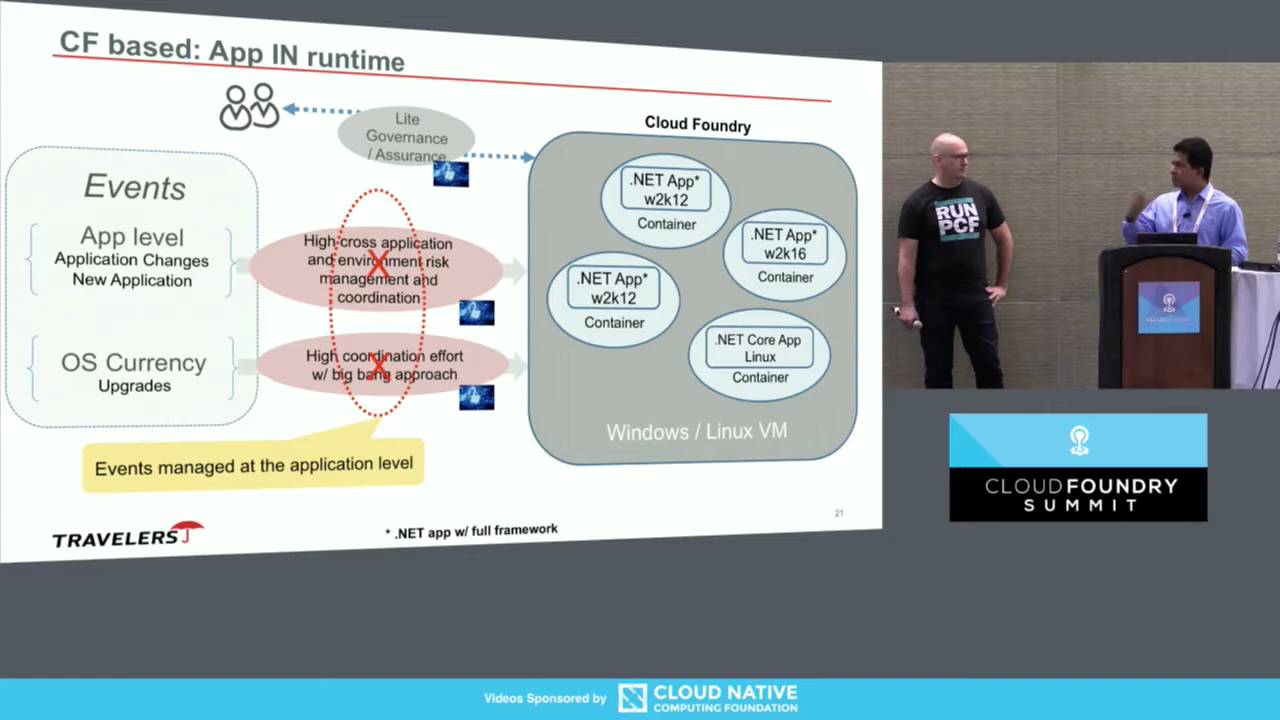 CF based: App IN runtime
Lite
Governance
/ Assurance
Cloud Foundry
Events
App level
Application Changes
New Application
OS Currency
Upgrades
High cross application
and environment risk
management and
coordination
High coordination effort
w/ big bang approach
.NET App*
w2k12
Container
.NET App*
w2k16
Container
.NET App*
w2k12
Container
.NET Core App
Linux
Container
Windows / Linux VM
Events managed at the application level
TRAVELERS
* .NET app w/ full framework
21
RUN
PCF
CLOUD FOUNDRY
SUMMIT
Videos Sponsored by
CLOUD NATIVE
COMPUTING FOUNDATION